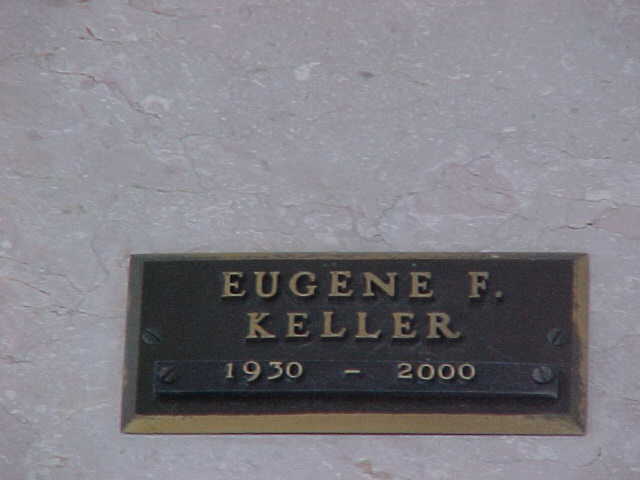 EUGENE F.
KELLER
1930 - 2000